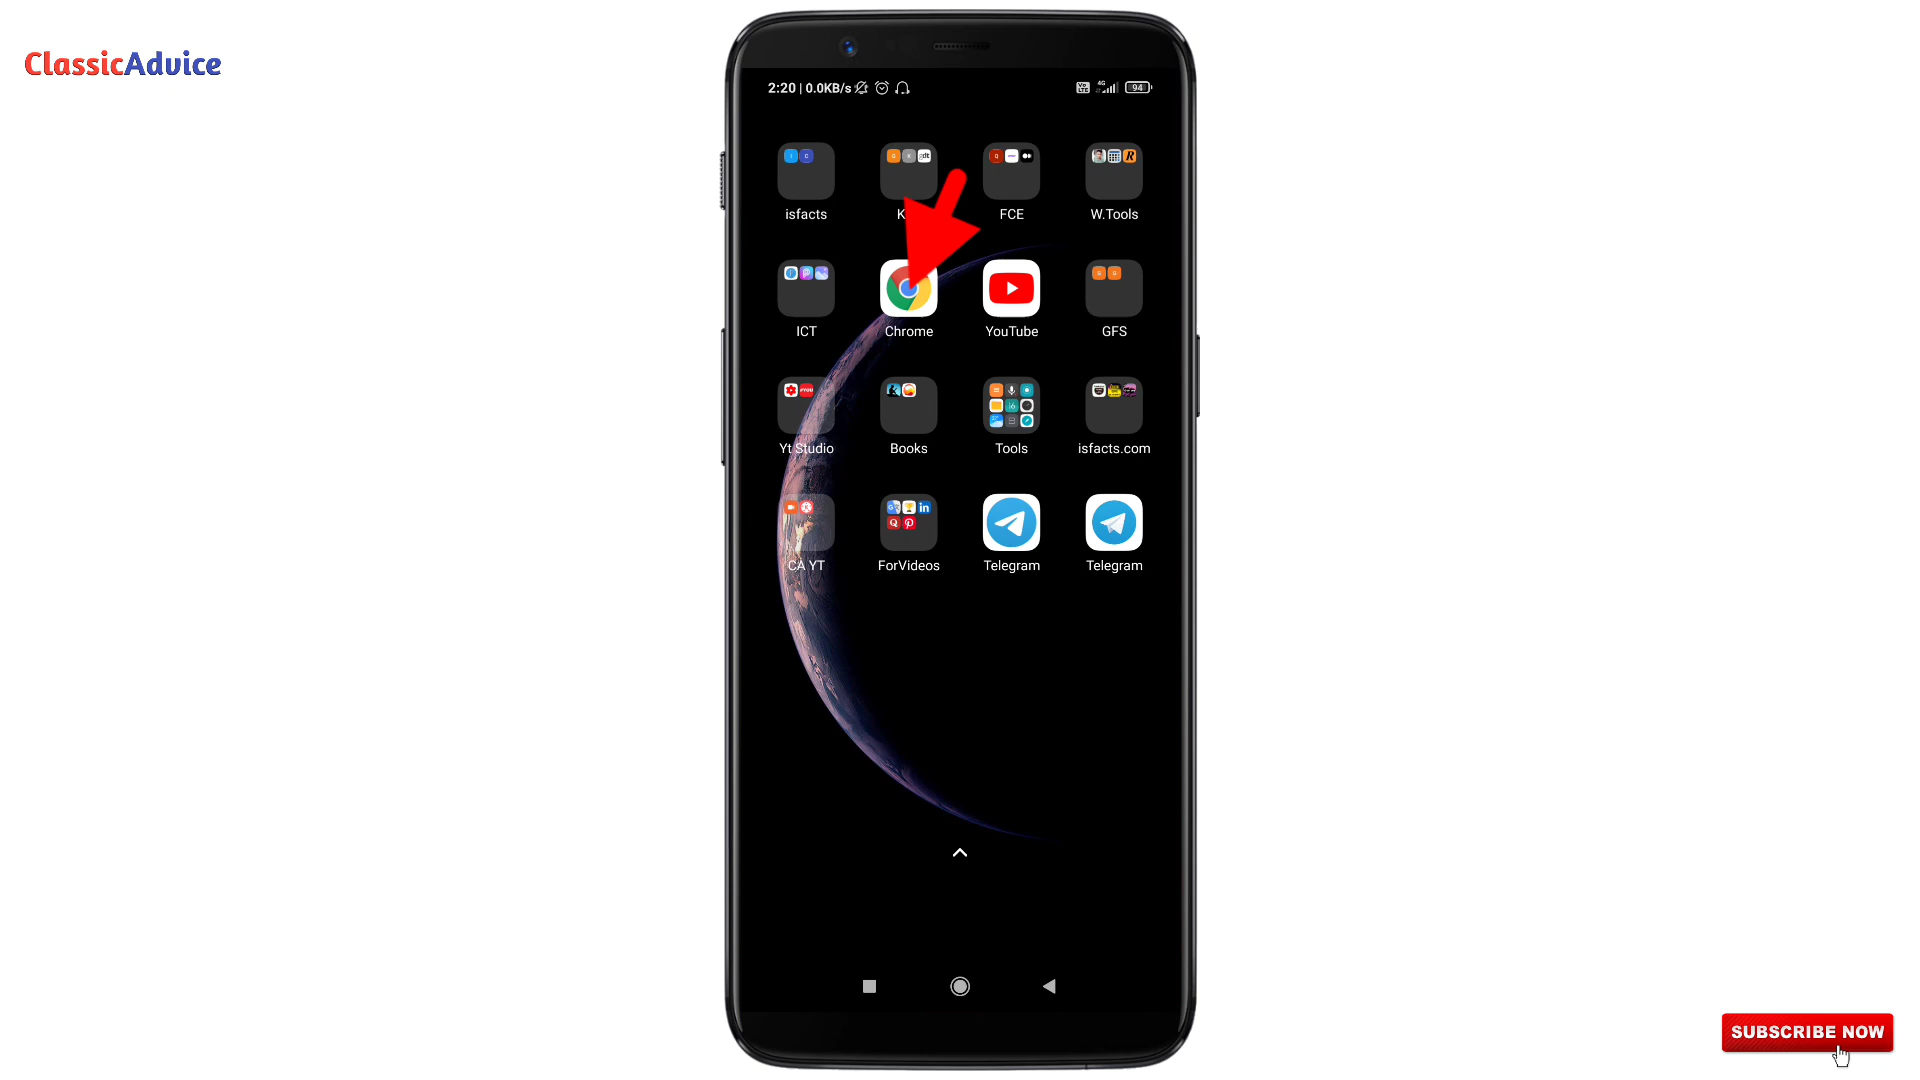 ClassicAdvice
2:20 | 0.0KB/s
4G
94
isfacts
K
FCE
W.Tools
ICT
Chrome
YouTube
GFS
Yt Studio
Books
Tools
isfacts.com
CA YT
ForVideos
Telegram
Telegram
SUBSCRIBE NOW